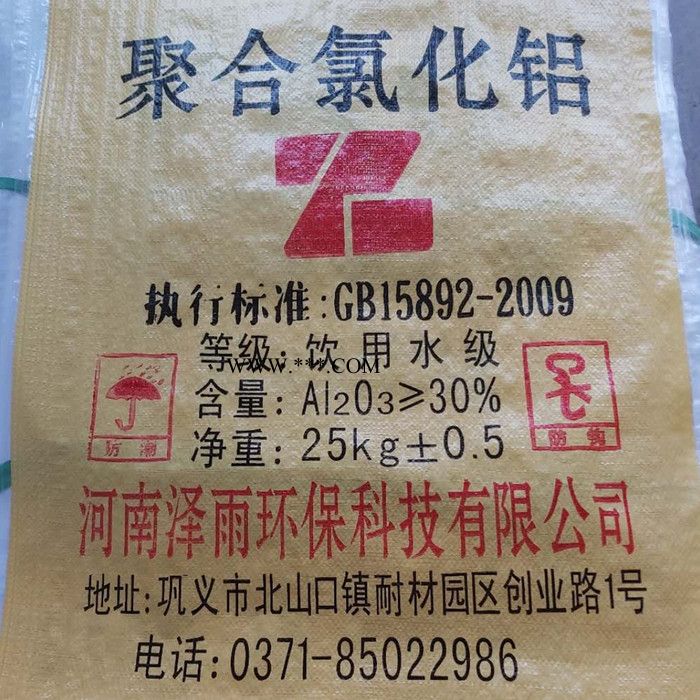 聚合氯化铝
执行标准:GB15892-2009
等级:饮用水级
WWW.***.COM
含量:Al₂O₃≥30%
净重:25kg±0.5
防潮
河南泽雨环保科技有限公司
地址:巩义市北山口镇耐材园区创业路1号
电话:0371-85022986